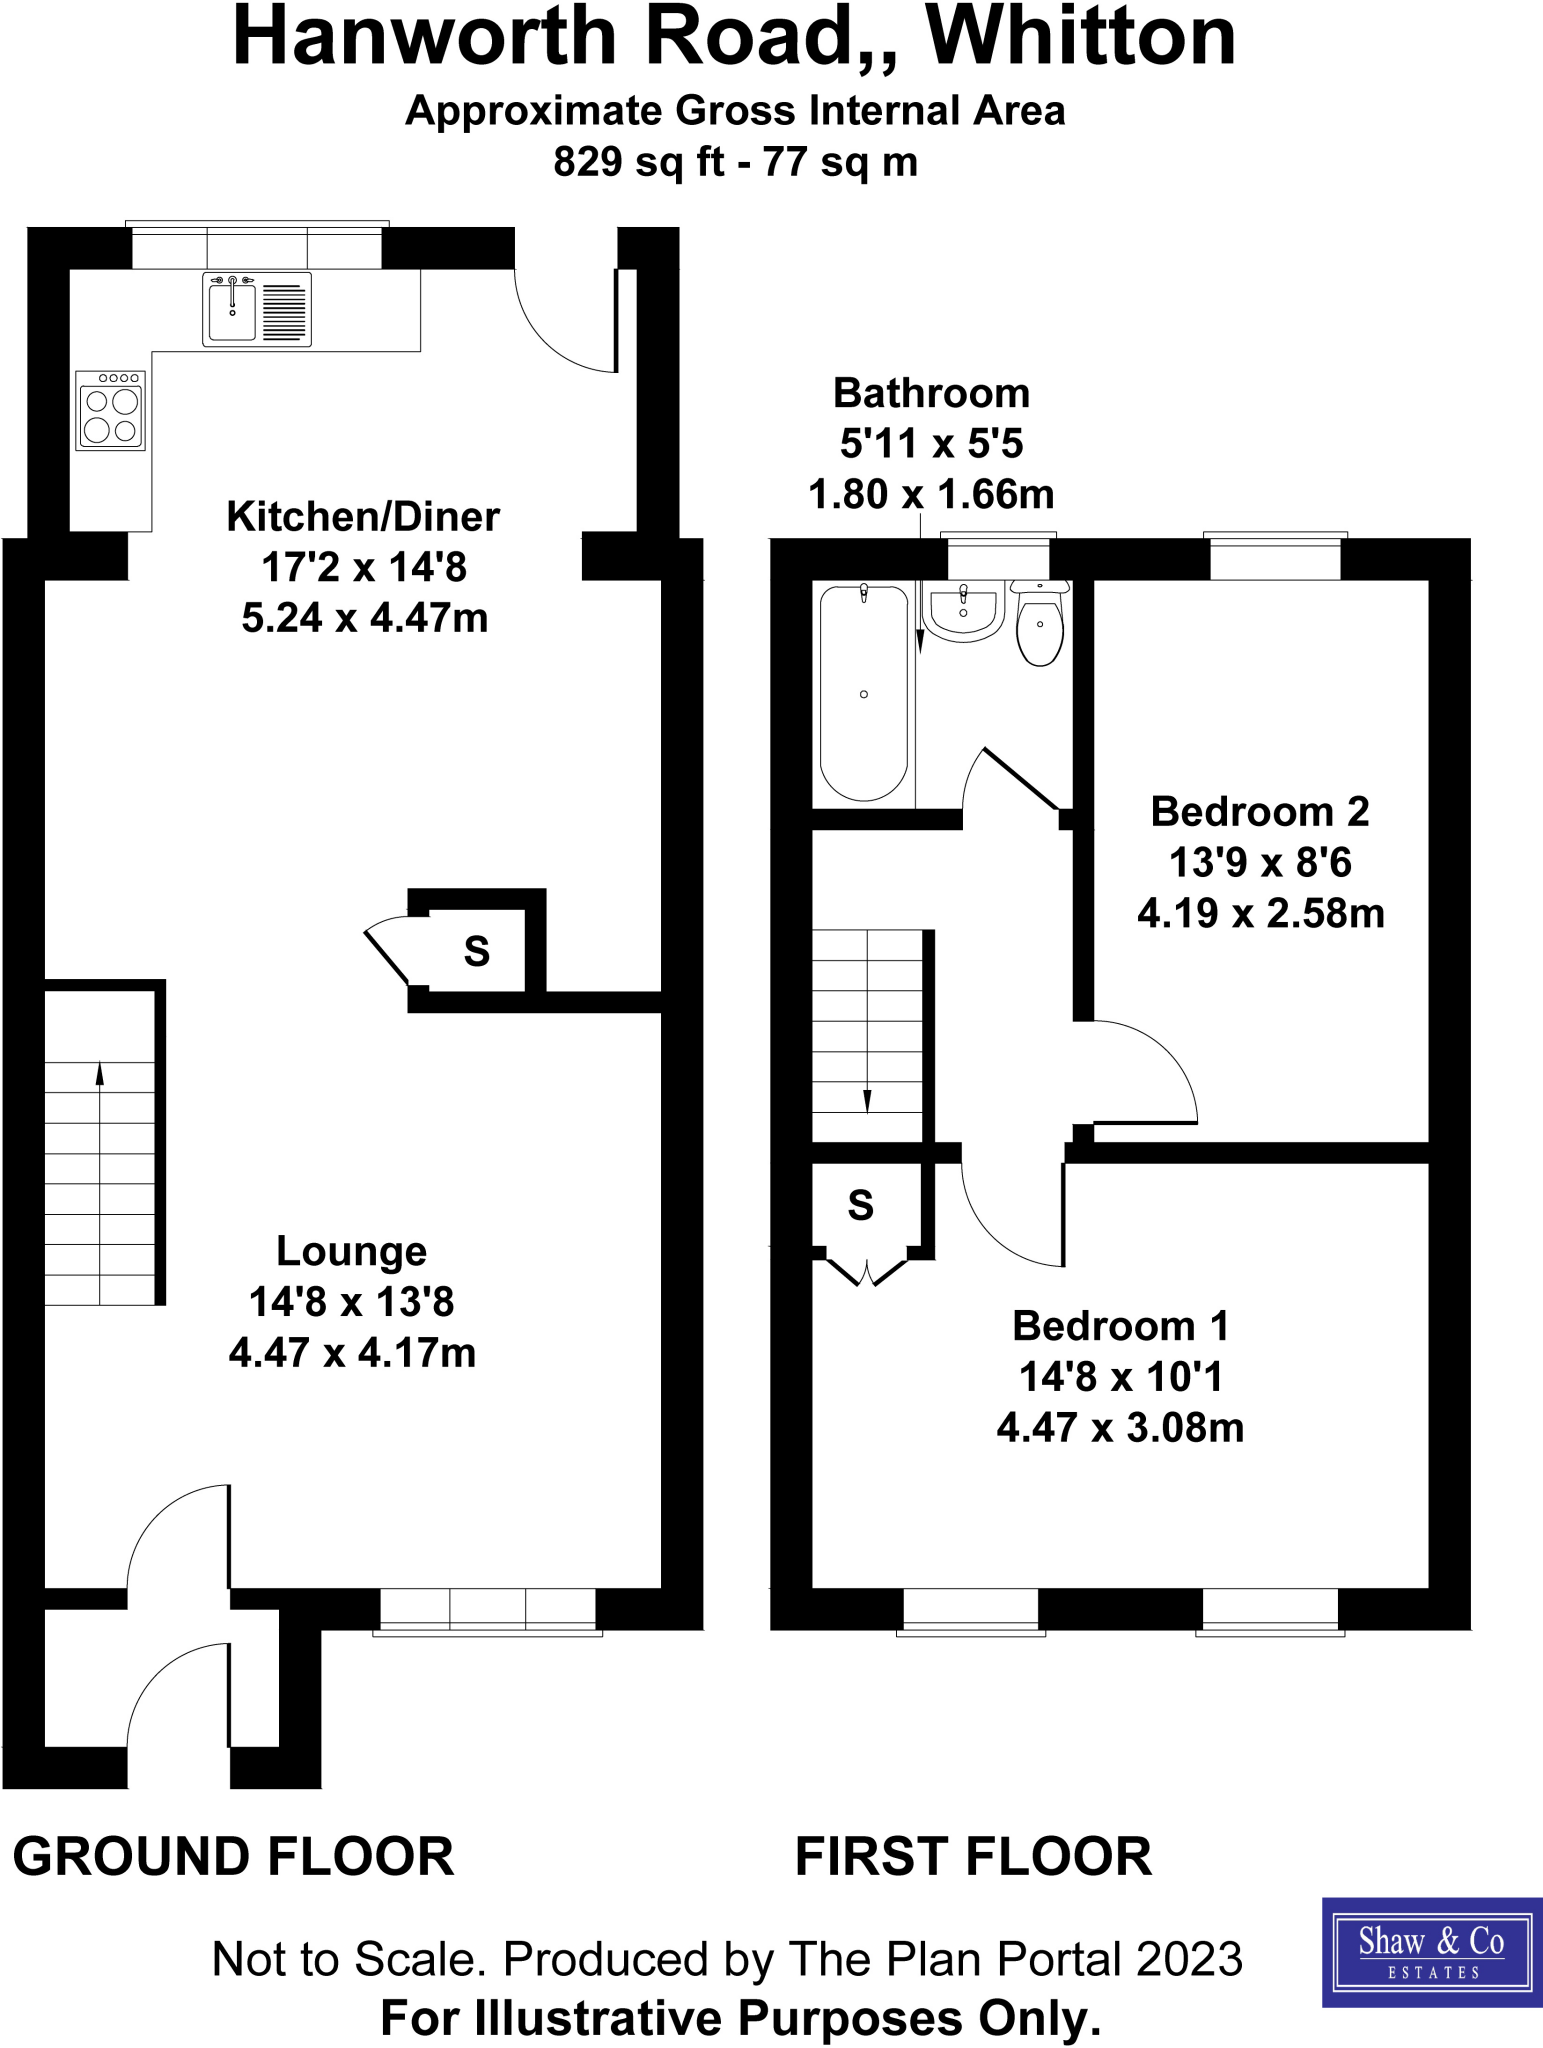 Hanworth Road,, Whitton
Approximate Gross Internal Area
829 sq ft - 77 sq m
Kitchen/Diner
17'2 x 14'8
5.24 x 4.47m
S
Lounge
14'8 x 13'8
4.47 x 4.17m
GROUND FLOOR
Bathroom
5'11 x 5'5
1.80 x 1.66m
Bedroom 2
13'9 x 8'6
4.19 x 2.58m
S
Bedroom 1
14'8 x 10'1
4.47 x 3.08m
FIRST FLOOR
Not to Scale. Produced by The Plan Portal 2023
For Illustrative Purposes Only.
Shaw & Co
ESTATES